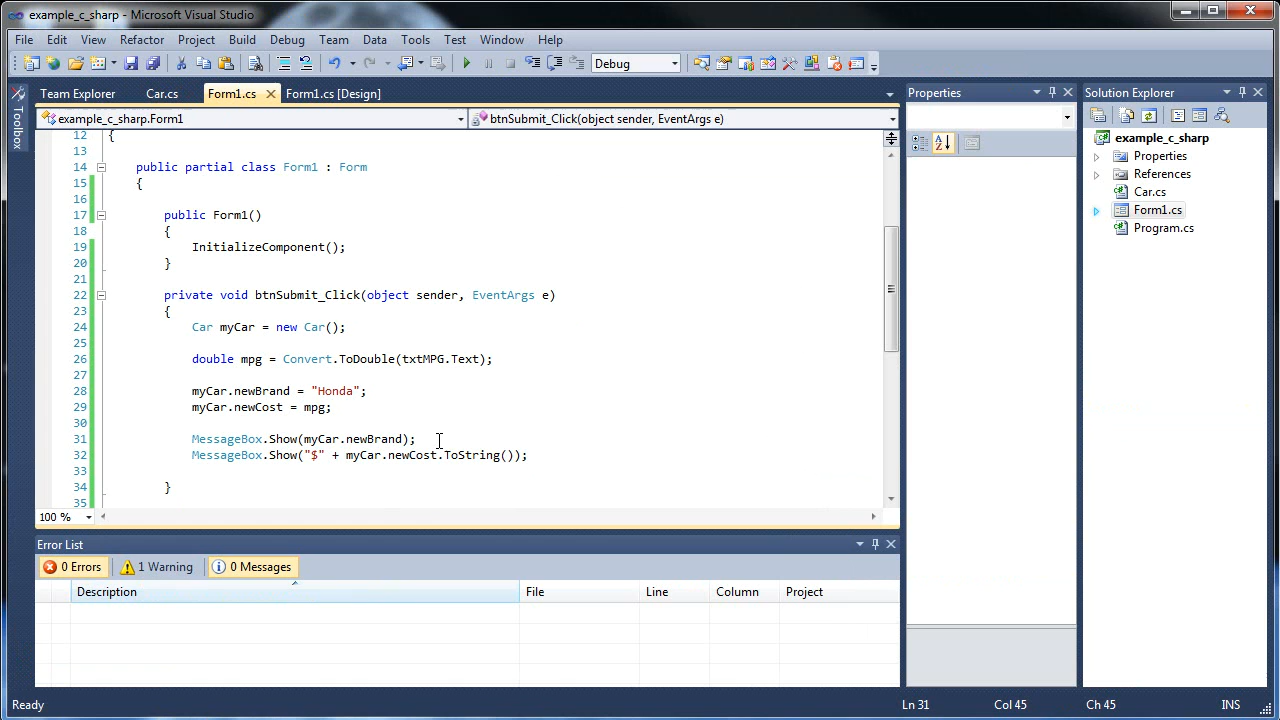 example_c_sharp - Microsoft Visual Studio
File Edit View Refactor Project Build Debug Team Data Tools Test Window Help
Debug
Toolbox
Team Explorer Car.cs Form1.cs Form1.cs [Design]
example_c_sharp.Form1 btnSubmit_Click(object sender, EventArgs e)
12 {
13
14 public partial class Form1 : Form
15 {
16
17 public Form1()
18 {
19 InitializeComponent();
20 }
21
22 private void btnSubmit_Click(object sender, EventArgs e)
23 {
24 Car myCar = new Car();
25
26 double mpg = Convert.ToDouble(txtMPG.Text);
27
28 myCar.newBrand = "Honda";
29 myCar.newCost = mpg;
30
31 MessageBox.Show(myCar.newBrand);
32 MessageBox.Show("$" + myCar.newCost.ToString());
33
34 }
35
100 %
Error List
0 Errors 1 Warning 0 Messages
Description File Line Column Project
Properties
A Z
Solution Explorer
example_c_sharp
Properties
References
Car.cs
Form1.cs
Program.cs
Ready Ln 31 Col 45 Ch 45 INS